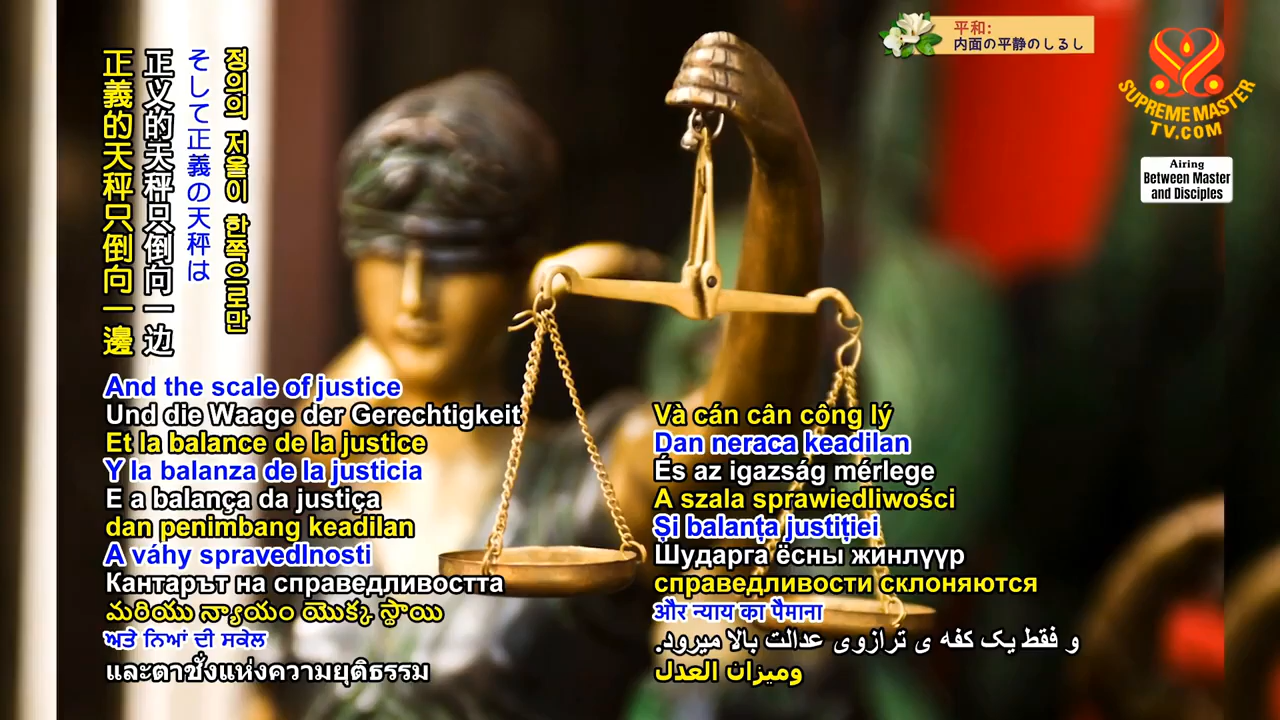 平和:
内面の平静のしるし
SUPREME MASTER
TV.COM
Airing
Between Master
and Disciples
정의의 저울이 한쪽으로만
そして正義の天秤は
正义的天秤只倒向一边
正義的天秤只倒向一邊
And the scale of justice
Und die Waage der Gerechtigkeit
Et la balance de la justice
Y la balanza de la justicia
E a balança da justiça
dan penimbang keadilan
A váhy spravedlnosti
Кантарът на справедливостта
మరియు న్యాయం యొక్క స్థాయి
ਅਤੇ ਨਿਆਂ ਦੀ ਸਕੇਲ
และตาชั่งแห่งความยุติธรรม
Và cán cân công lý
Dan neraca keadilan
És az igazság mérlege
A szala sprawiedliwości
Și balanța justiției
Шударга ёсны жинлүүр
справедливости склоняются
और न्याय का पैमाना
و فقط یک کفه ی ترازوی عدالت بالا میرود.
وميزان العدل